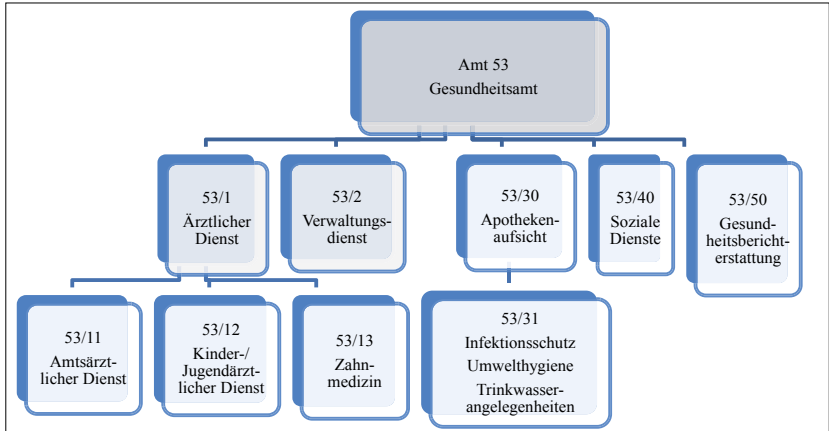 Amt 53
Gesundheitsamt
53/1
Ärztlicher
Dienst
53/2
Verwaltungs-
dienst
53/30
Apotheken-
aufsicht
53/40
Soziale
Dienste
53/50
Gesund-
heitsbericht-
erstattung
53/11
Amtsärzt-
licher Dienst
53/12
Kinder-/
Jugendärzt-
licher Dienst
53/13
Zahn-
medizin
53/31
Infektionsschutz
Umwelthygiene
Trinkwasser-
angelegenheiten